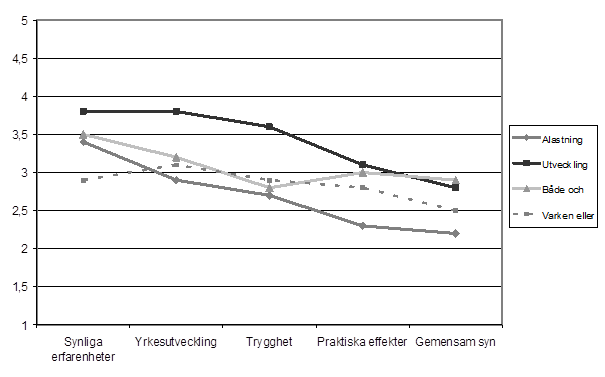 5
4,5
4
3,5
3
2,5
2
1,5
1
Synliga
erfarenheter
Yrkesutveckling
Trygghet
Praktiska effekter
Gemensam syn
Alastning
Utveckling
Både och
Varken eller